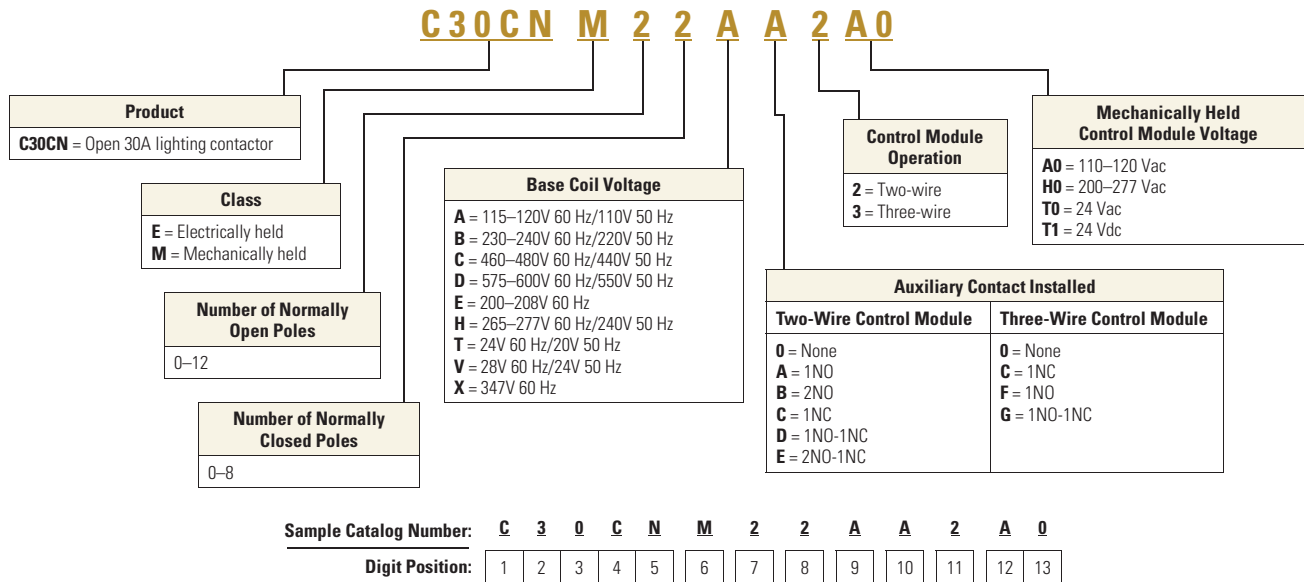 C30CN M 2 2 A A 2 A0
Product
C30CN = Open 30A lighting contactor
Class
E = Electrically held
M = Mechanically held
Number of Normally
Open Poles
0–12
Number of Normally
Closed Poles
0–8
Base Coil Voltage
A = 115–120V 60 Hz/110V 50 Hz
B = 230–240V 60 Hz/220V 50 Hz
C = 460–480V 60 Hz/440V 50 Hz
D = 575–600V 60 Hz/550V 50 Hz
E = 200–208V 60 Hz
H = 265–277V 60 Hz/240V 50 Hz
T = 24V 60 Hz/20V 50 Hz
V = 28V 60 Hz/24V 50 Hz
X = 347V 60 Hz
Control Module
Operation
2 = Two-wire
3 = Three-wire
Mechanically Held
Control Module Voltage
A0 = 110–120 Vac
H0 = 200–277 Vac
T0 = 24 Vac
T1 = 24 Vdc
Auxiliary Contact Installed
Two-Wire Control Module
0 = None
A = 1NO
B = 2NO
C = 1NC
D = 1NO-1NC
E = 2NO-1NC
Three-Wire Control Module
0 = None
C = 1NC
F = 1NO
G = 1NO-1NC
Sample Catalog Number: C 3 0 C N M 2 2 A A 2 A 0
Digit Position: 1 2 3 4 5 6 7 8 9 10 11 12 13